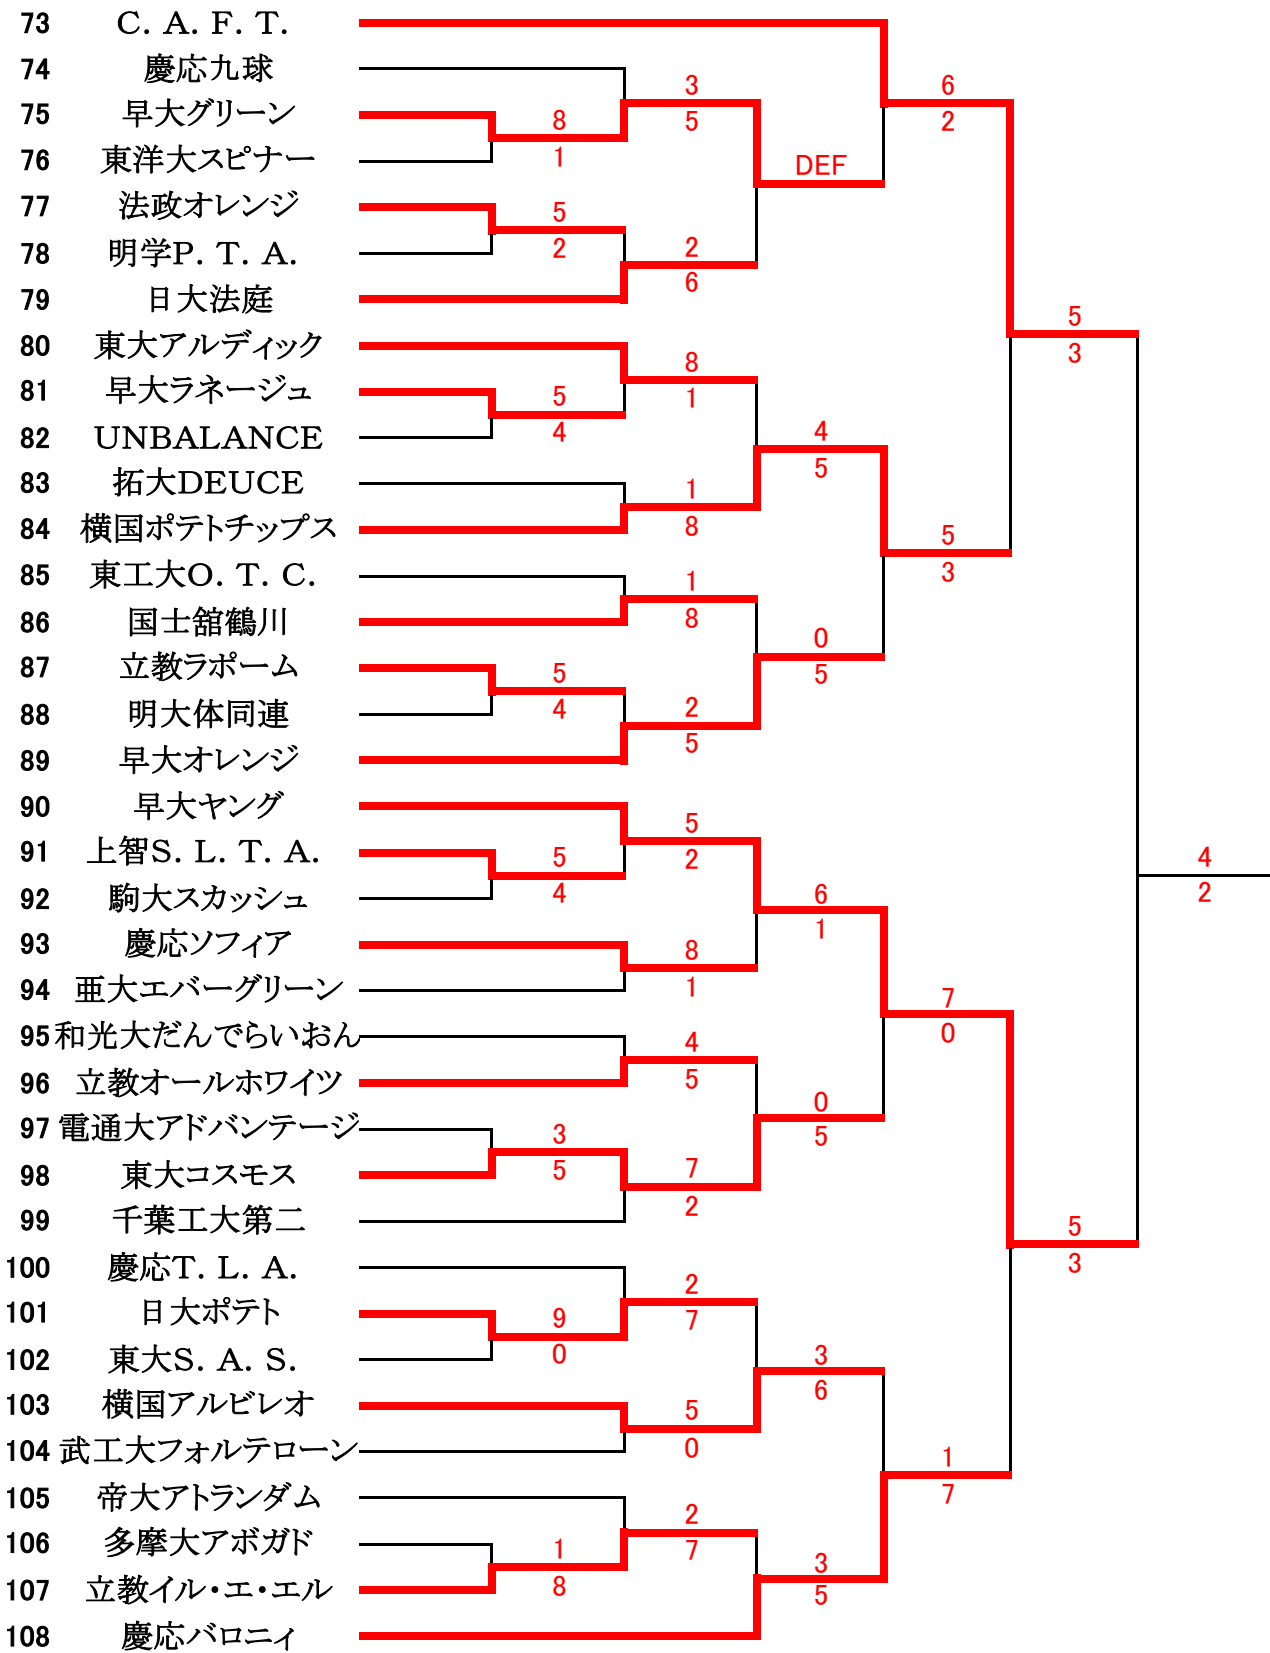 73 C. A. F. T.
74 慶応九球
75 早大グリーン
76 東洋大スピナー
77 法政オレンジ
78 明学P. T. A.
79 日大法庭
80 東大アルディック
81 早大ラネージュ
82 UNBALANCE
83 拓大DEUCE
84 横国ポテトチップス
85 東工大O. T. C.
86 国士舘鶴川
87 立教ラポーム
88 明大体同連
89 早大オレンジ
90 早大ヤング
91 上智S. L. T. A.
92 駒大スカッシュ
93 慶応ソフィア
94 亜大エバーグリーン
95 和光大だんでらいおん
96 立教オールホワイツ
97 電通大アドバンテージ
98 東大コスモス
99 千葉工大第二
100 慶応T. L. A.
101 日大ポテト
102 東大S. A. S.
103 横国アルビレオ
104 武工大フォルテローン
105 帝大アトランダム
106 多摩大アボガド
107 立教イル・エ・エル
108 慶応バロニィ
8
1
5
2
5
4
5
4
5
4
3
5
9
0
1
8
3
5
2
6
8
1
1
8
1
8
2
5
5
2
8
1
4
5
7
2
2
7
5
0
2
7
DEF
4
5
0
5
6
1
0
5
3
6
3
5
6
2
5
3
7
0
1
7
5
3
5
3
4
2